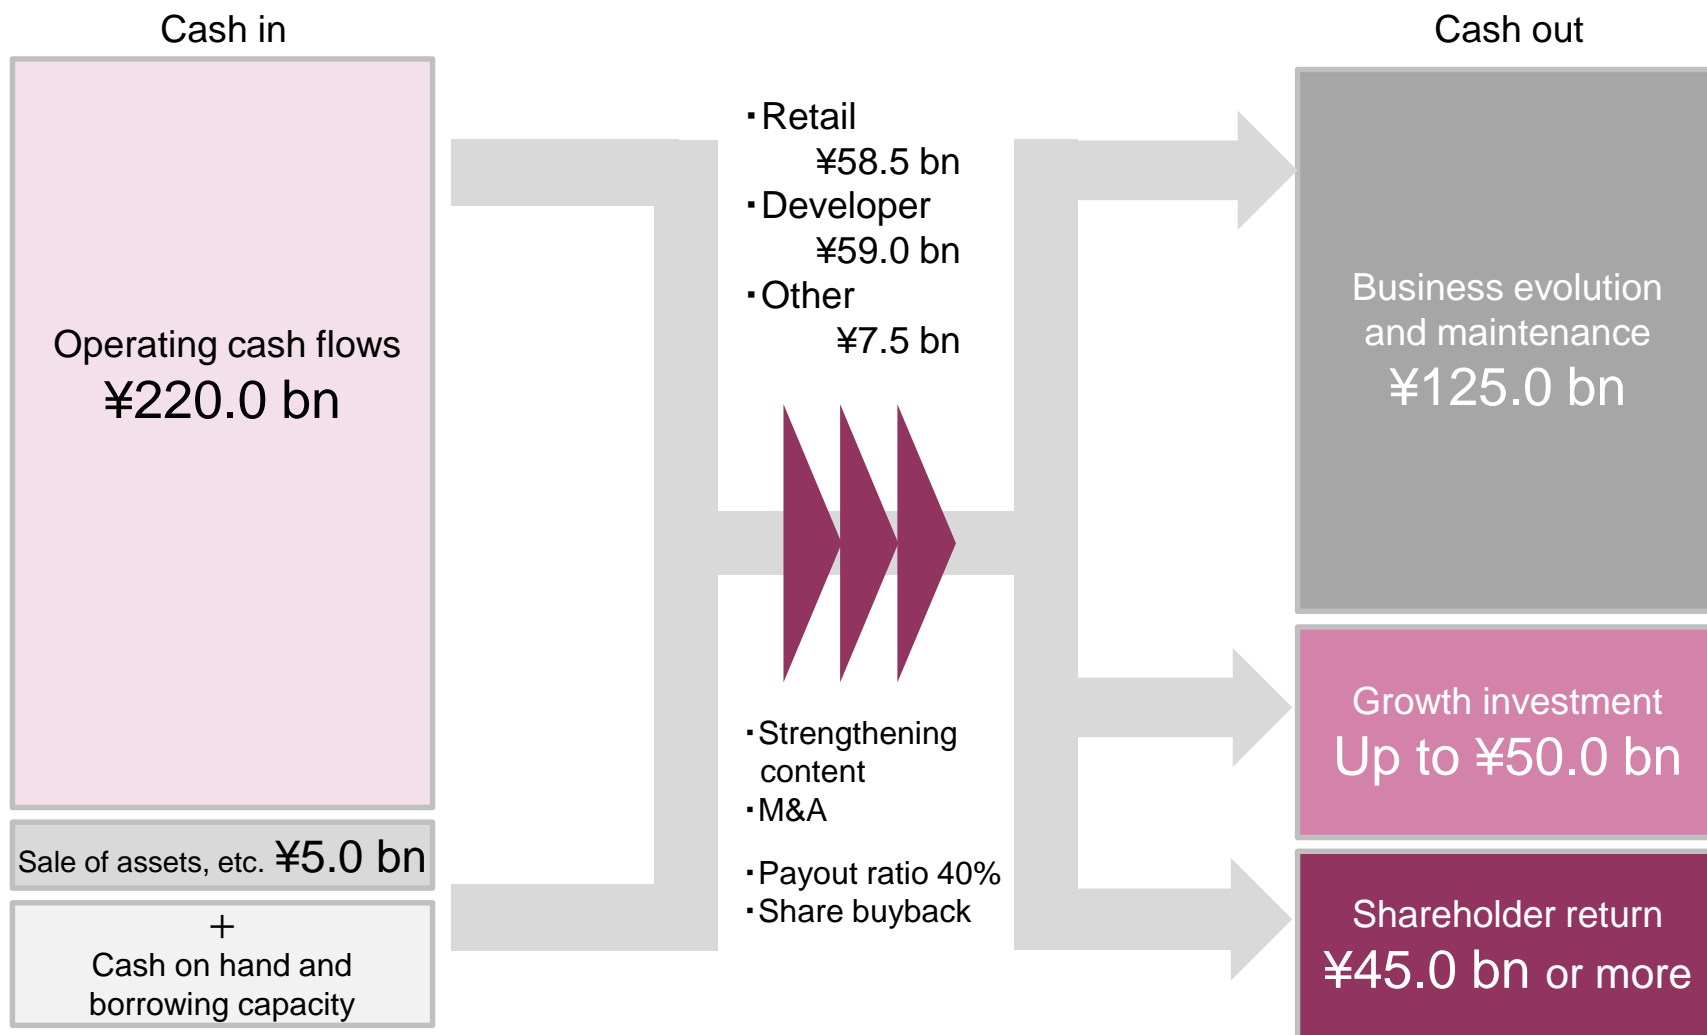 Cash in
Operating cash flows
¥220.0 bn
Sale of assets, etc. ¥5.0 bn
+
Cash on hand and
borrowing capacity
・Retail
¥58.5 bn
・Developer
¥59.0 bn
・Other
¥7.5 bn
・Strengthening
content
・M&A
・Payout ratio 40%
・Share buyback
Cash out
Business evolution
and maintenance
¥125.0 bn
Growth investment
Up to ¥50.0 bn
Shareholder return
¥45.0 bn or more